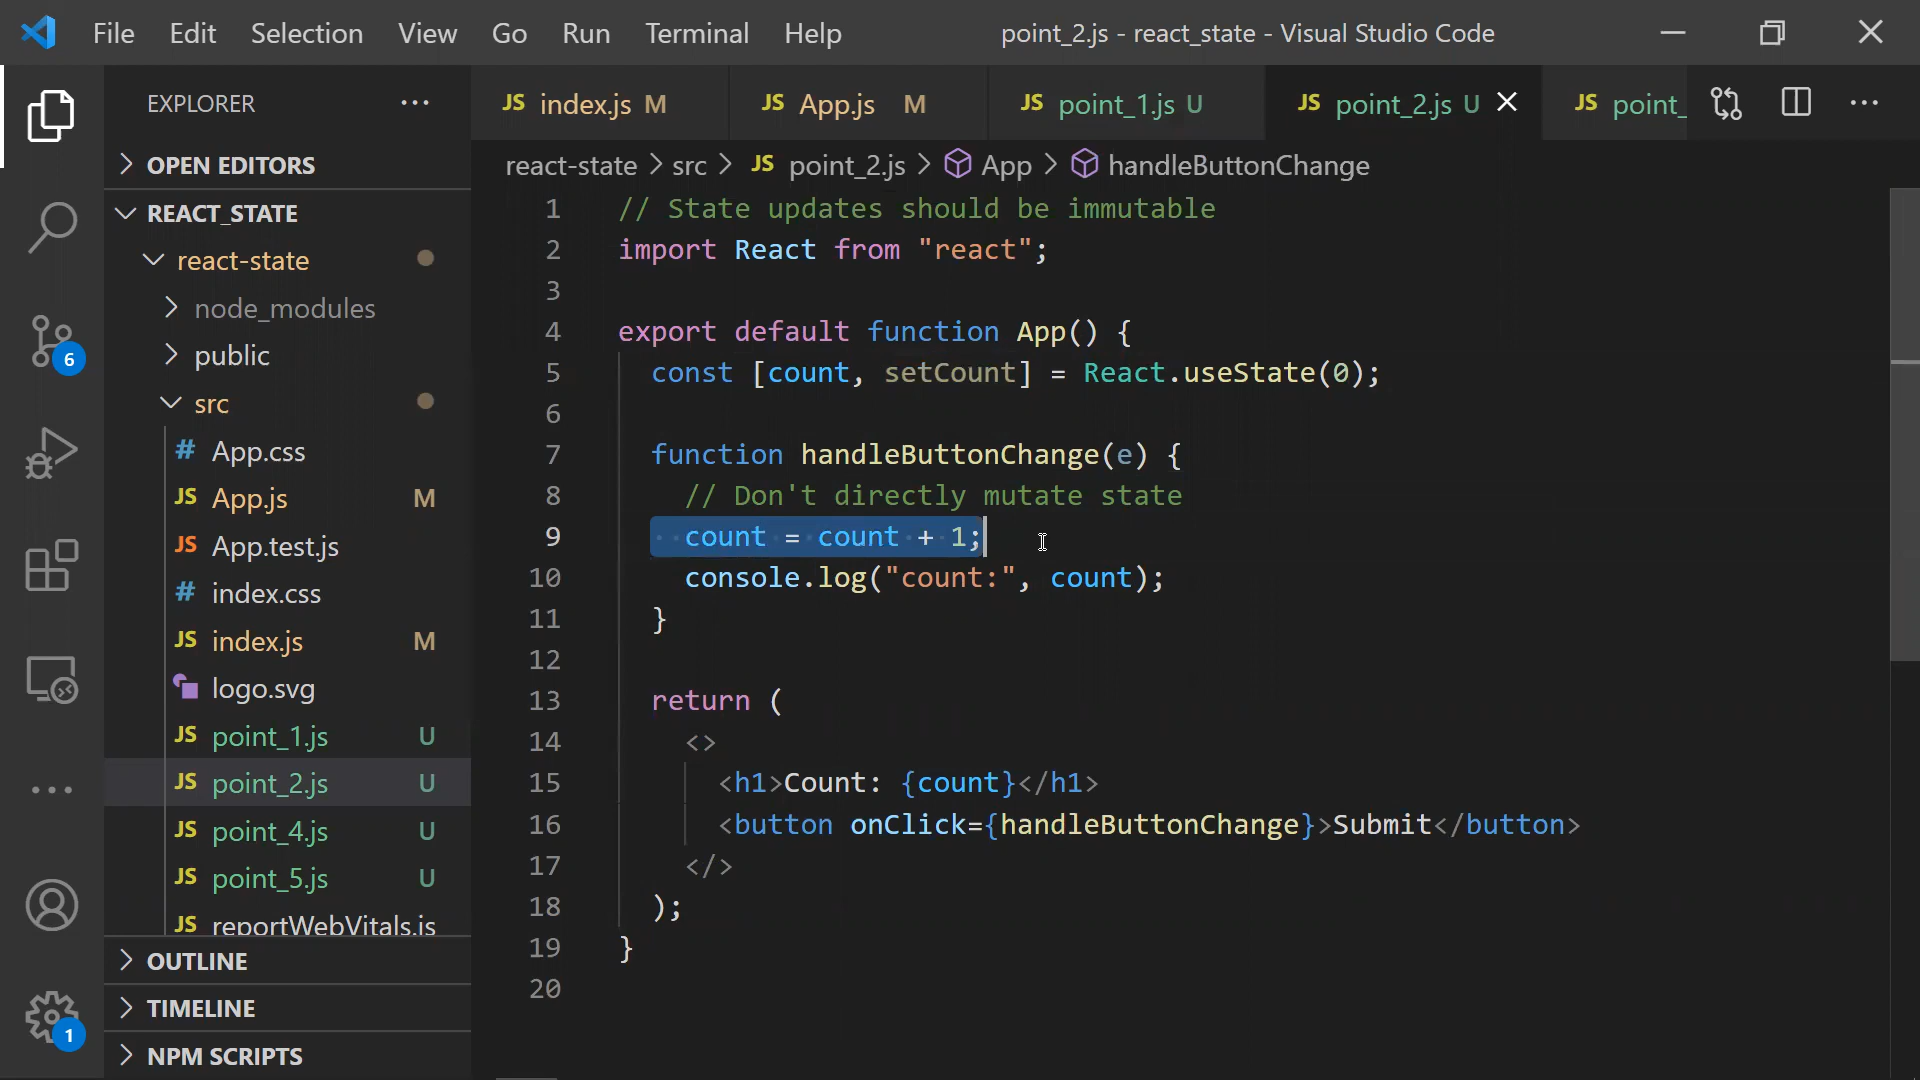 File Edit Selection View Go Run Terminal Help point_2.js - react_state - Visual Studio Code
EXPLORER
OPEN EDITORS
REACT_STATE
react-state
node_modules
public
src
App.css
App.js M
App.test.js
index.css
index.js M
logo.svg
point_1.js U
point_2.js U
point_4.js U
point_5.js U
reportWebVitals.js
OUTLINE
TIMELINE
NPM SCRIPTS
6
1
JS index.js M JS App.js M JS point_1.js U JS point_2.js U JS point_
react-state > src > JS point_2.js > App > handleButtonChange
1 // State updates should be immutable
2 import React from "react";
3
4 export default function App() {
5 const [count, setCount] = React.useState(0);
6
7 function handleButtonChange(e) {
8 // Don't directly mutate state
9 count = count + 1;
10 console.log("count:", count);
11 }
12
13 return (
14 <>
15 <h1>Count: {count}</h1>
16 <button onClick={handleButtonChange}>Submit</button>
17 </>
18 );
19 }
20